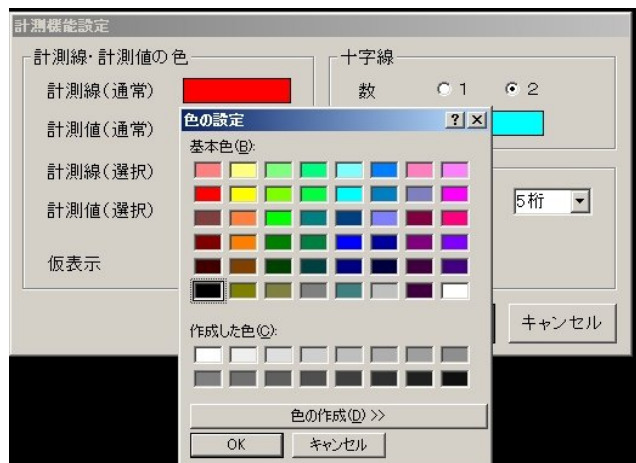 計測機能設定
計測線・計測値の色
計測線(通常)
計測値(通常)
計測線(選択)
計測値(選択)
仮表示
十字線
数 1 2
5桁
キャンセル
色の設定
基本色(B):
作成した色(C):
色の作成(D) >>
OK キャンセル